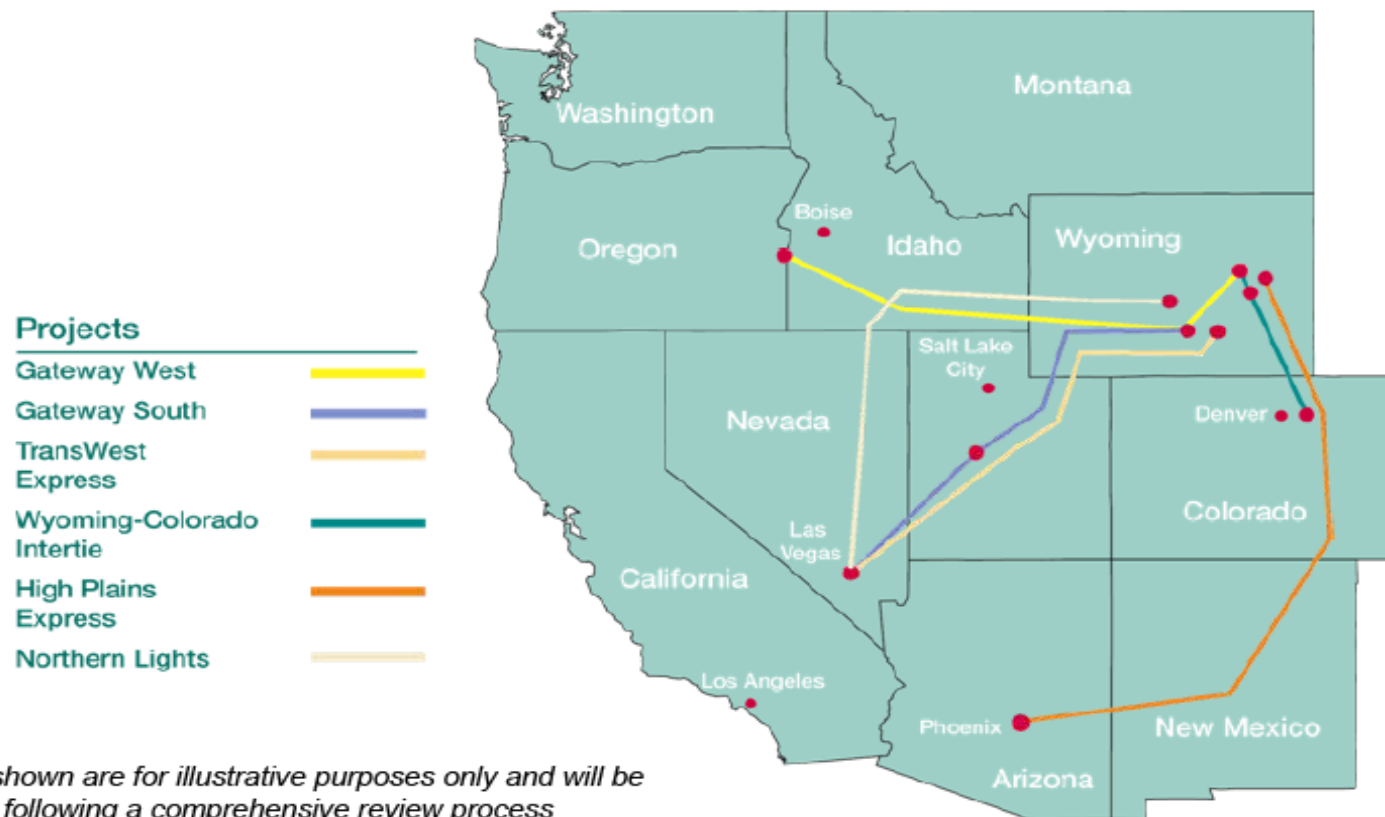 Washington
Montana
Boise
Oregon
Idaho
Wyoming
Projects
Gateway West
Gateway South
TransWest
Express
Wyoming-Colorado
Intertie
High Plains
Express
Northern Lights
Salt Lake
City
Nevada
Denver
Colorado
Las
Vegas
California
Los Angeles
Phoenix
New Mexico
Arizona
shown are for illustrative purposes only and will be
following a comprehensive review process